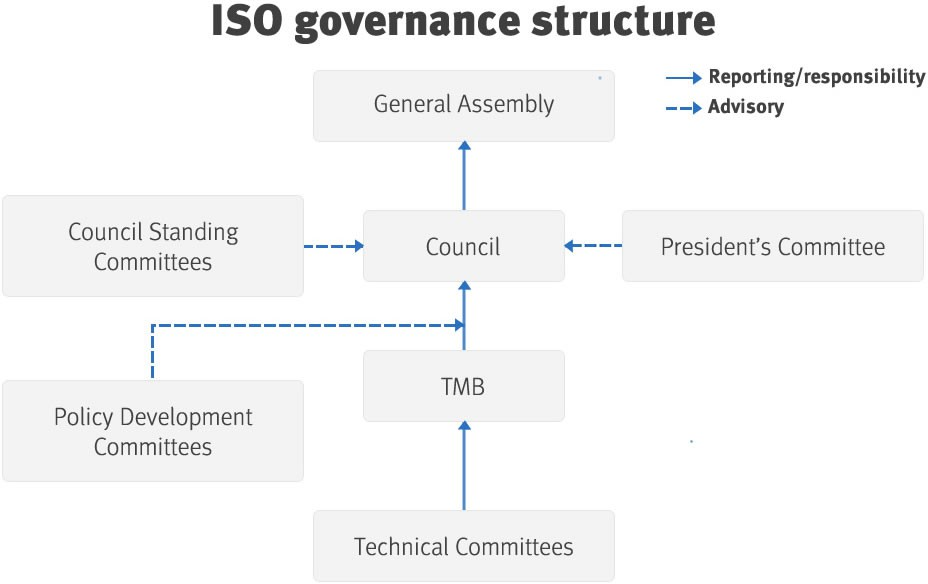 ISO governance structure
General Assembly
Reporting/responsibility
Advisory
Council Standing
Committees
Council
President’s Committee
Policy Development
Committees
TMB
Technical Committees